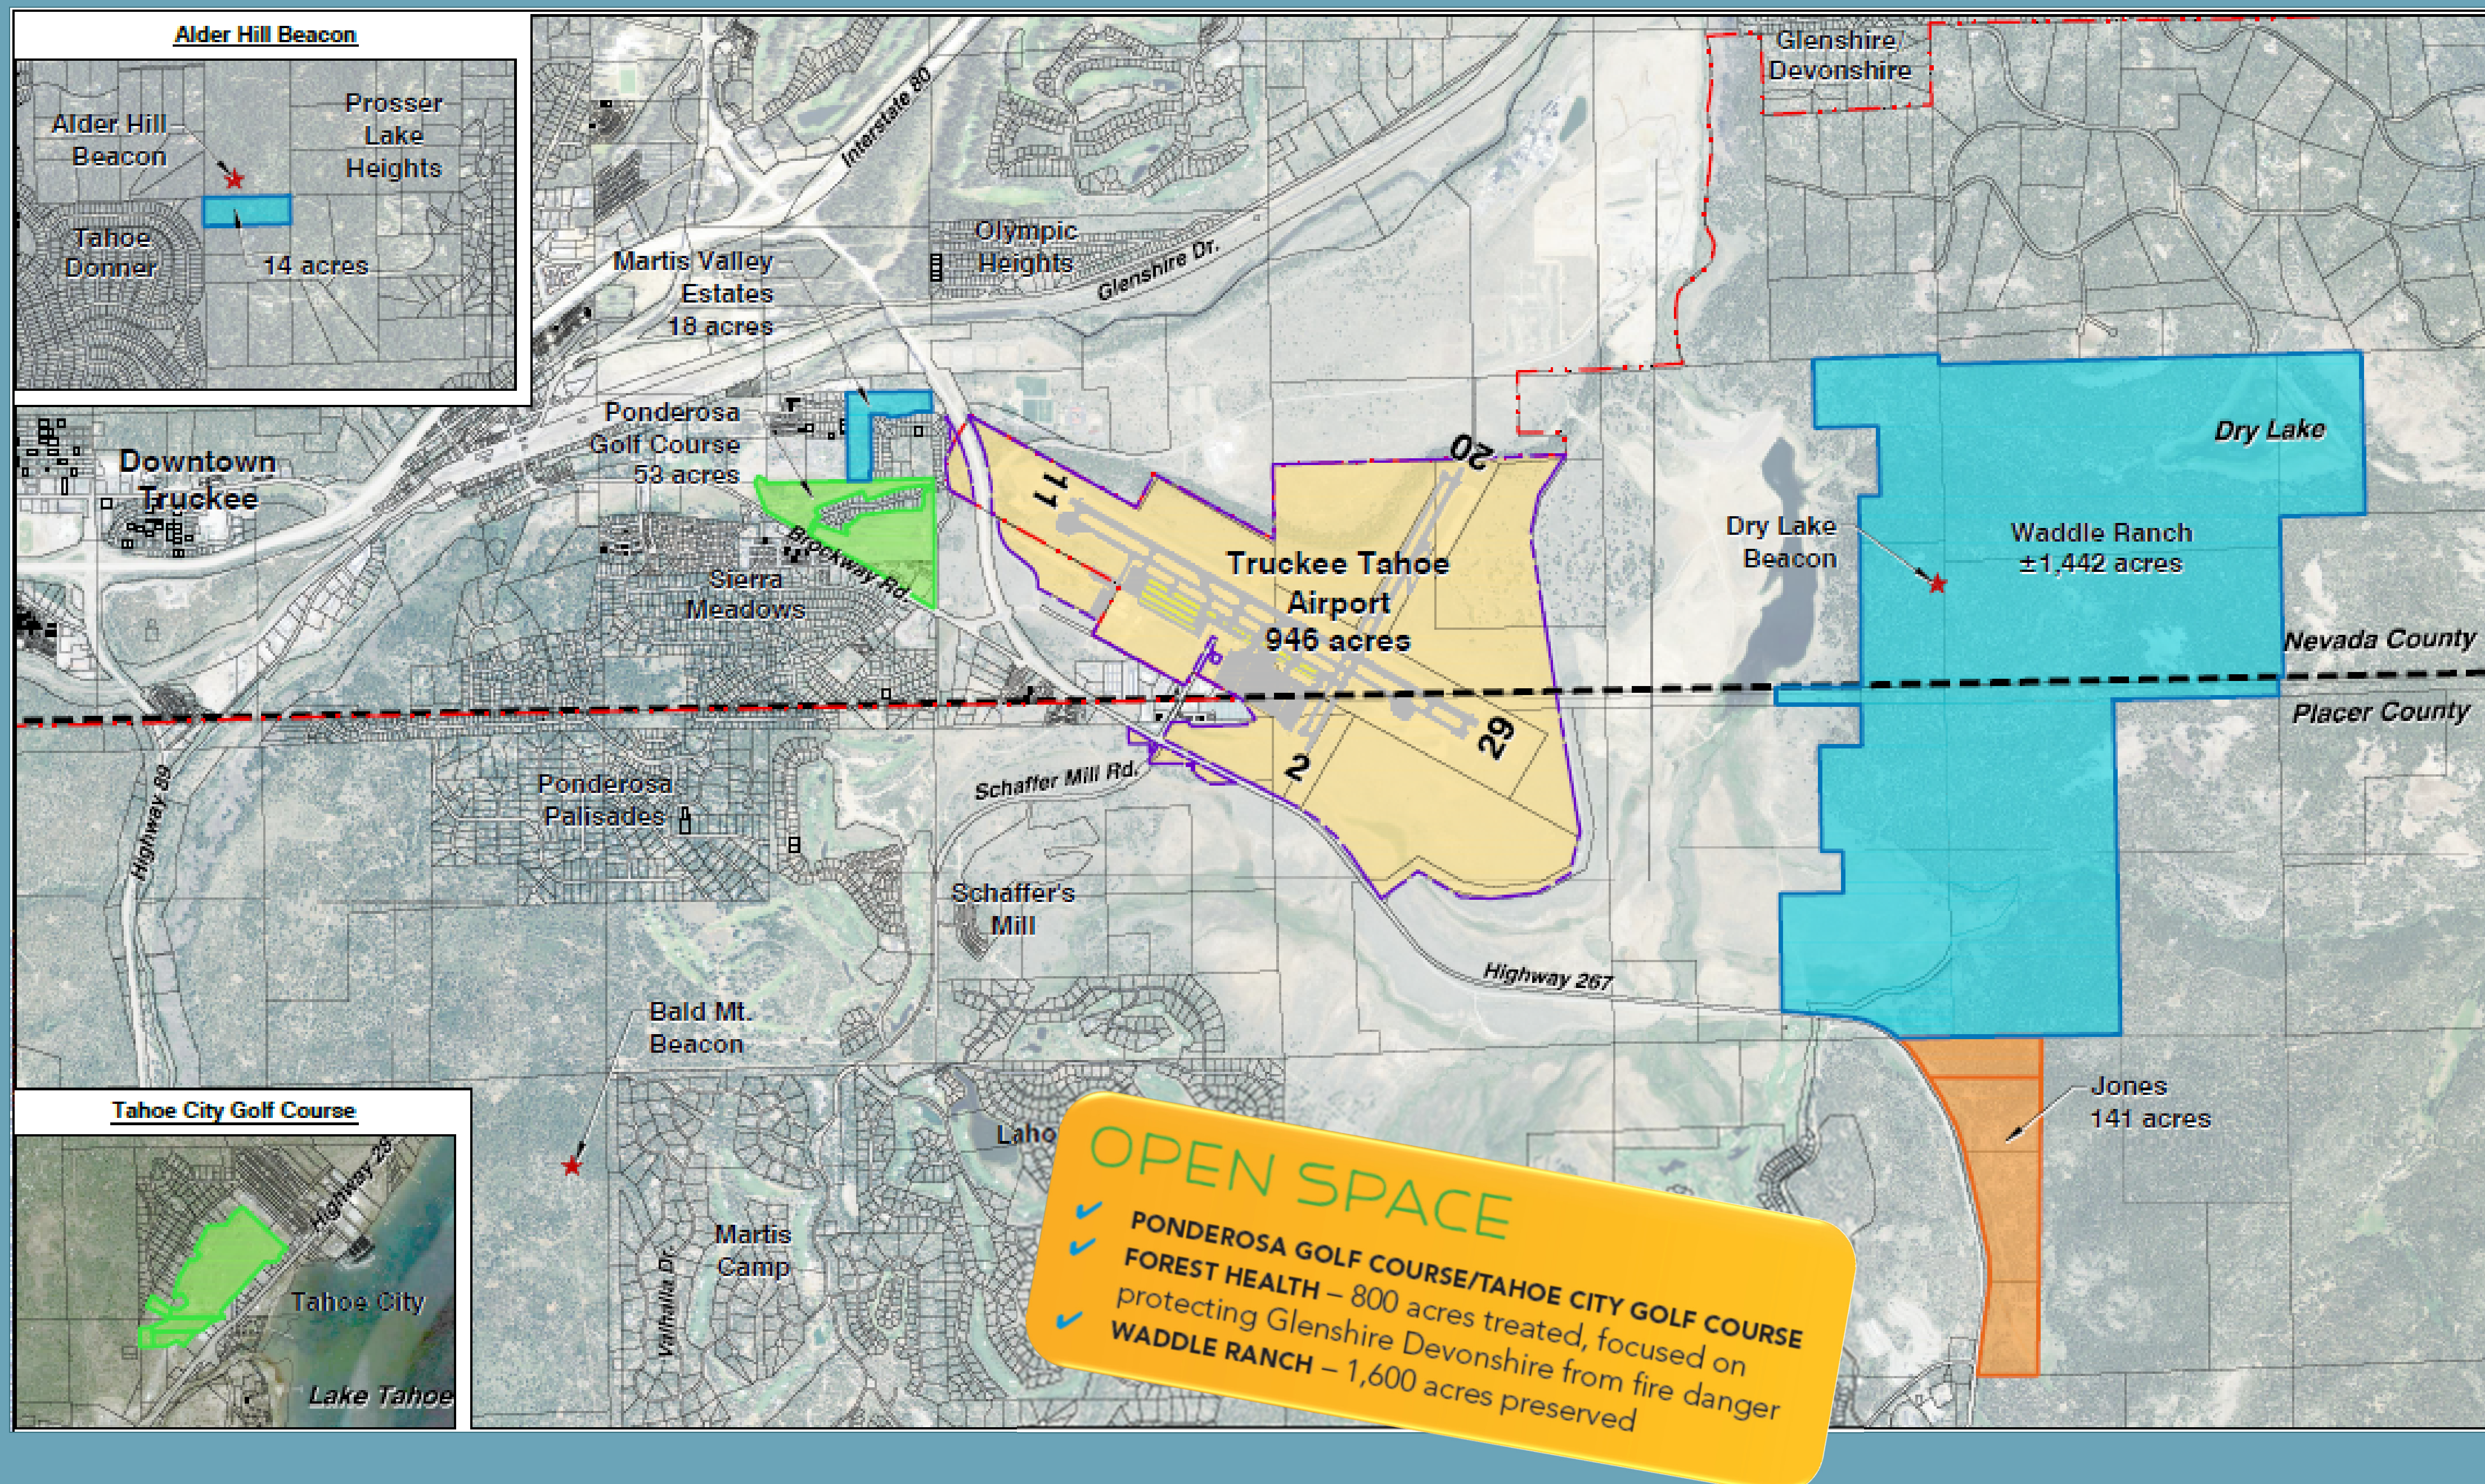 Alder Hill Beacon
Alder Hill
Beacon
Prosser
Lake
Heights
Tahoe
Donner
14 acres
Interstate 80
Glenshire/
Devonshire
Martis Valley
Estates
18 acres
Olympic
Heights
Glenshire Dr.
Ponderosa
Golf Course
53 acres
Downtown
Truckee
Brockway Rd.
Sierra
Meadows
11
20
Truckee Tahoe
Airport
946 acres
29
2
Dry Lake
Dry Lake
Beacon
Waddle Ranch
±1,442 acres
Nevada County
Placer County
Highway 89
Ponderosa
Palisades
Schaffer Mill Rd.
Schaffer's
Mill
Highway 267
Bald Mt.
Beacon
Jones
141 acres
Laho
Martis
Camp
Valhalla Dr.
Tahoe City Golf Course
Highway 29
Tahoe City
Lake Tahoe
OPEN SPACE
✔ PONDEROSA GOLF COURSE/TAHOE CITY GOLF COURSE
✔ FOREST HEALTH – 800 acres treated, focused on
protecting Glenshire Devonshire from fire danger
✔ WADDLE RANCH – 1,600 acres preserved